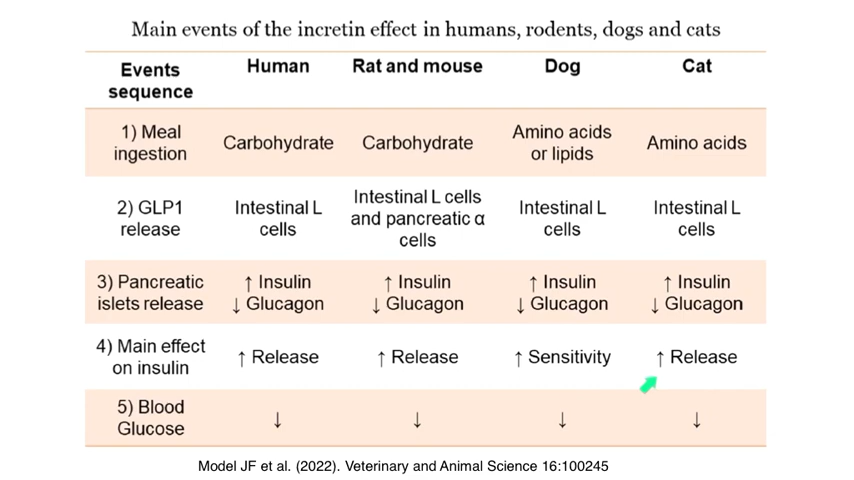 Main events of the incretin effect in humans, rodents, dogs and cats
Events sequence Human Rat and mouse Dog Cat
1) Meal ingestion Carbohydrate Carbohydrate Amino acids or lipids Amino acids
2) GLP1 release Intestinal L cells Intestinal L cells and pancreatic α cells Intestinal L cells Intestinal L cells
3) Pancreatic islets release ↑ Insulin ↓ Glucagon ↑ Insulin ↓ Glucagon ↑ Insulin ↓ Glucagon ↑ Insulin ↓ Glucagon
4) Main effect on insulin ↑ Release ↑ Release ↑ Sensitivity ↑ Release
5) Blood Glucose ↓ ↓ ↓ ↓
Model JF et al. (2022). Veterinary and Animal Science 16:100245